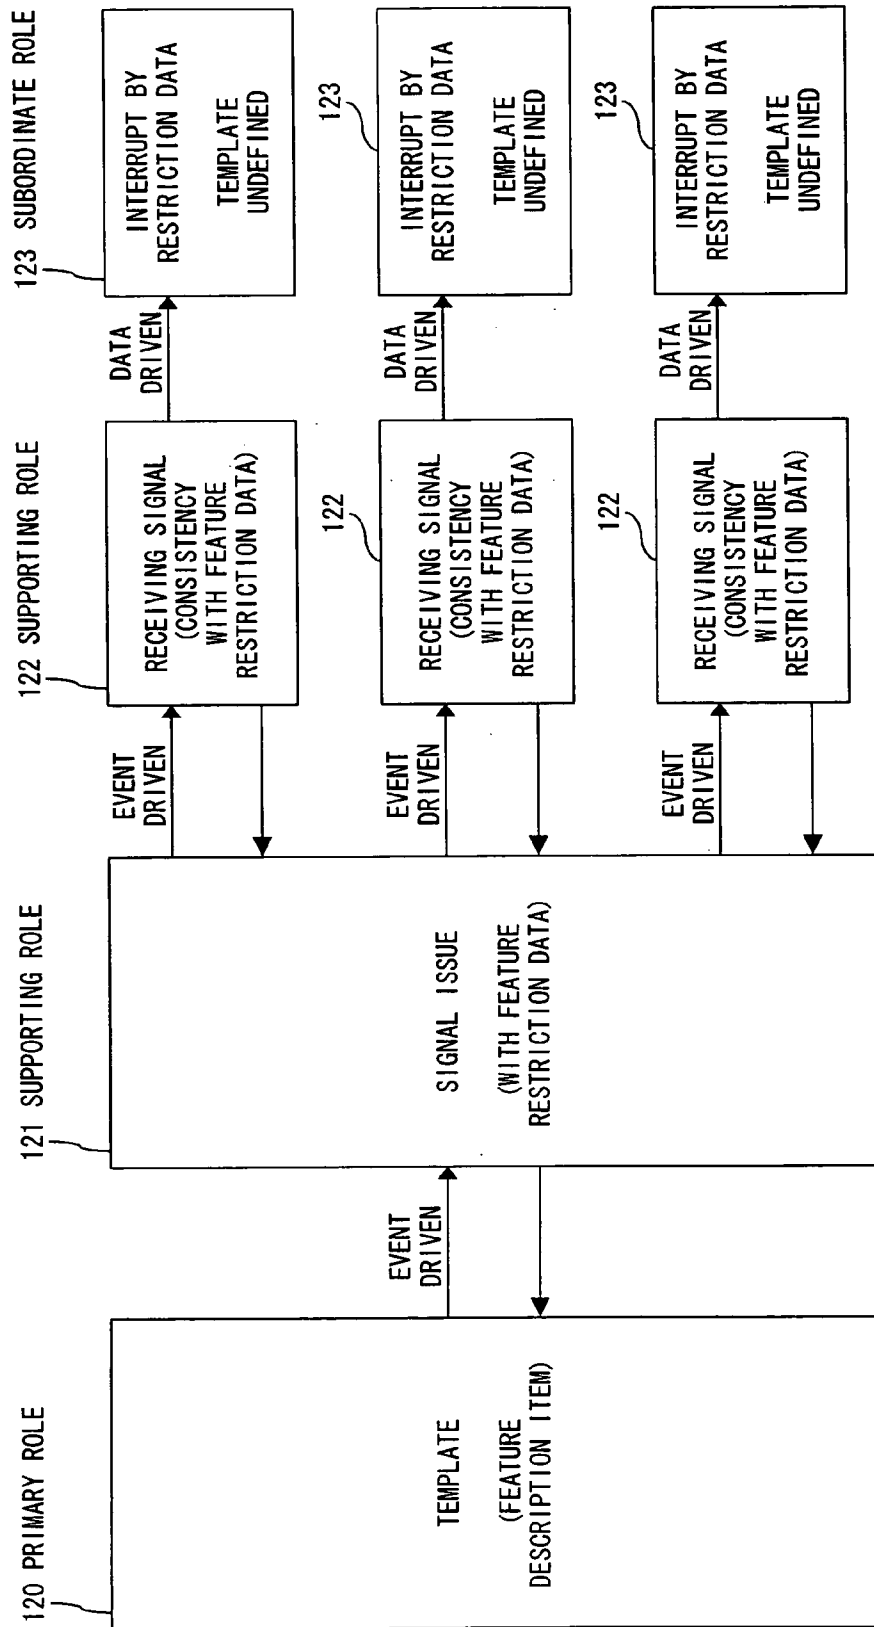 120 PRIMARY ROLE
TEMPLATE
(FEATURE
DESCRIPTION ITEM)
EVENT
DRIVEN
121 SUPPORTING ROLE
SIGNAL ISSUE
(WITH FEATURE
RESTRICTION DATA)
EVENT
DRIVEN
122 SUPPORTING ROLE
RECEIVING SIGNAL
(CONSISTENCY
WITH FEATURE
RESTRICTION DATA)
DATA
DRIVEN
123 SUBORDINATE ROLE
INTERRUPT BY
RESTRICTION DATA
TEMPLATE
UNDEFINED
EVENT
DRIVEN
122
RECEIVING SIGNAL
(CONSISTENCY
WITH FEATURE
RESTRICTION DATA)
DATA
DRIVEN
123
INTERRUPT BY
RESTRICTION DATA
TEMPLATE
UNDEFINED
EVENT
DRIVEN
122
RECEIVING SIGNAL
(CONSISTENCY
WITH FEATURE
RESTRICTION DATA)
DATA
DRIVEN
123
INTERRUPT BY
RESTRICTION DATA
TEMPLATE
UNDEFINED